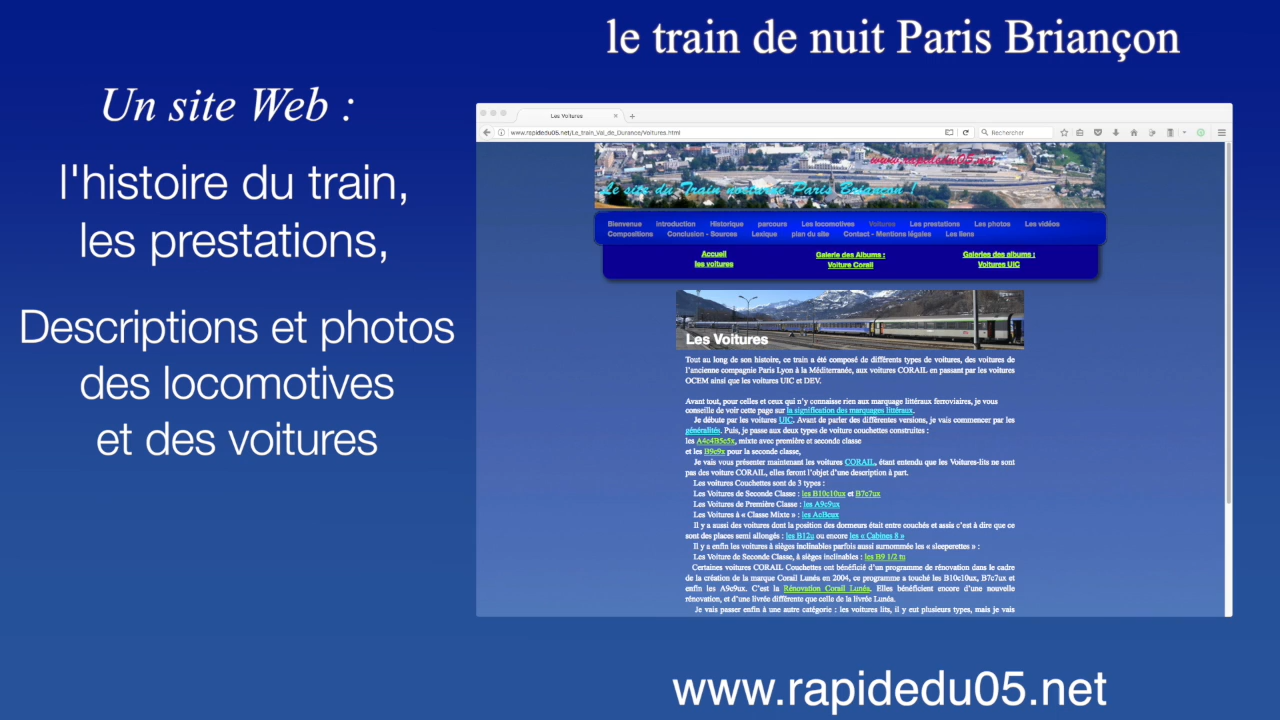 le train de nuit Paris Briançon
Un site Web :
l'histoire du train,
les prestations,
Descriptions et photos
des locomotives
et des voitures
Les Voitures
www.rapidedu05.net/Le_train_Val_de_Durance/Voitures.html
Rechercher
www.rapidedu05.net
Le site du Train nocturne Paris Briançon !
Bienvenue introduction Historique parcours Les locomotives Voitures Les prestations Les photos Les vidéos
Compositions Conclusion - Sources Lexique plan du site Contact - Mentions légales Les liens
Accueil Galerie des Albums : Galeries des albums :
les voitures Voiture Corail Voitures UIC
Les Voitures
Tout au long de son histoire, ce train a été composé de différents types de voitures, des voitures de
l'ancienne compagnie Paris Lyon à la Méditerranée, aux voitures CORAIL en passant par les voitures
OCEM ainsi que les voitures UIC et DEV.
Avant tout, pour celles et ceux qui n'y connaisse rien aux marquage littéraux ferroviaires, je vous
conseille de voir cette page sur la signification des marquages littéraux.
Je débute par les voitures UIC. Avant de parler des différentes versions, je vais commencer par les
généralités. Puis, je passe aux deux types de voiture couchettes construites :
les A4c4B5c5x, mixte avec première et seconde classe
et les B9c9x pour la seconde classe,
Je vais vous présenter maintenant les voitures CORAIL, étant entendu que les Voitures-lits ne sont
pas des voiture CORAIL, elles feront l'objet d'une description à part.
Les voitures Couchettes sont de 3 types :
Les Voitures de Seconde Classe : les B10c10ux et B7c7ux
Les Voitures de Première Classe : les A9c9ux
Les Voitures à « Classe Mixte » : les AcBcux
Il y a aussi des voitures dont la position des dormeurs était entre couchés et assis c'est à dire que ce
sont des places semi allongés : les B12u ou encore les « Cabines 8 »
Il y a enfin les voitures à sièges inclinables parfois aussi surnommée les « sleeperettes » :
Les Voiture de Seconde Classe, à sièges inclinables : les B9 1/2 tu
Certaines voitures CORAIL Couchettes ont bénéficié d'un programme de rénovation dans le cadre
de la création de la marque Corail Lunéa en 2004, ce programme a touché les B10c10ux, B7c7ux et
enfin les A9c9ux. C'est la Rénovation Corail Lunéa. Elles bénéficient encore d'une nouvelle
rénovation, et d'une livrée différente que celle de la livrée Lunéa.
Je vais passer enfin à une autre catégorie : les voitures lits, il y eut plusieurs types, mais je vais
www.rapidedu05.net